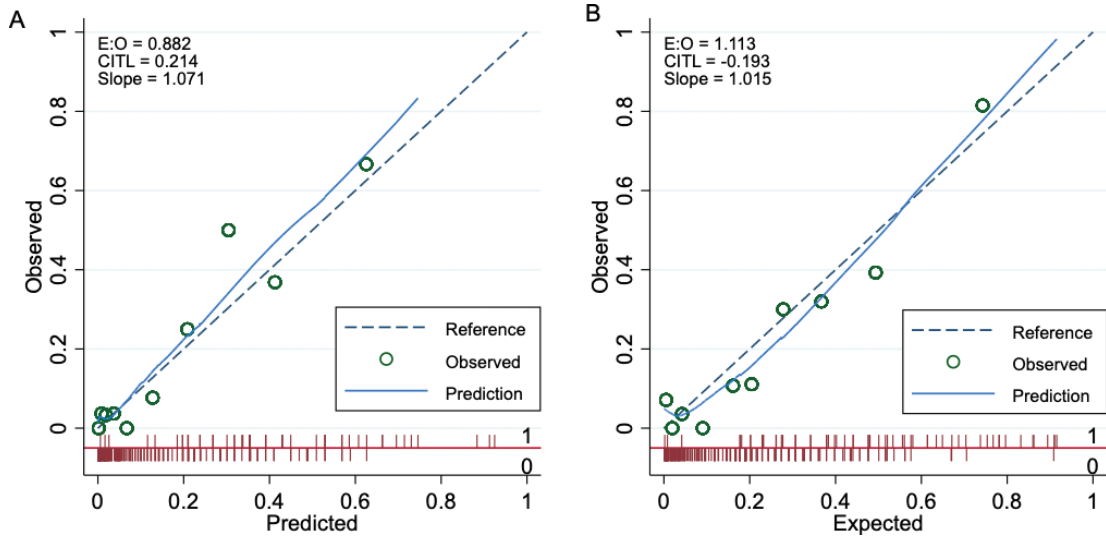 A
E:O = 0.882
CITL = 0.214
Slope = 1.071
Observed
1
0.8
0.6
0.4
0.2
0
Reference
Observed
Prediction
1
0
0 0.2 0.4 0.6 0.8 1
Predicted
B
E:O = 1.113
CITL = -0.193
Slope = 1.015
Observed
1
0.8
0.6
0.4
0.2
0
Reference
Observed
Prediction
1
0
0 0.2 0.4 0.6 0.8 1
Expected